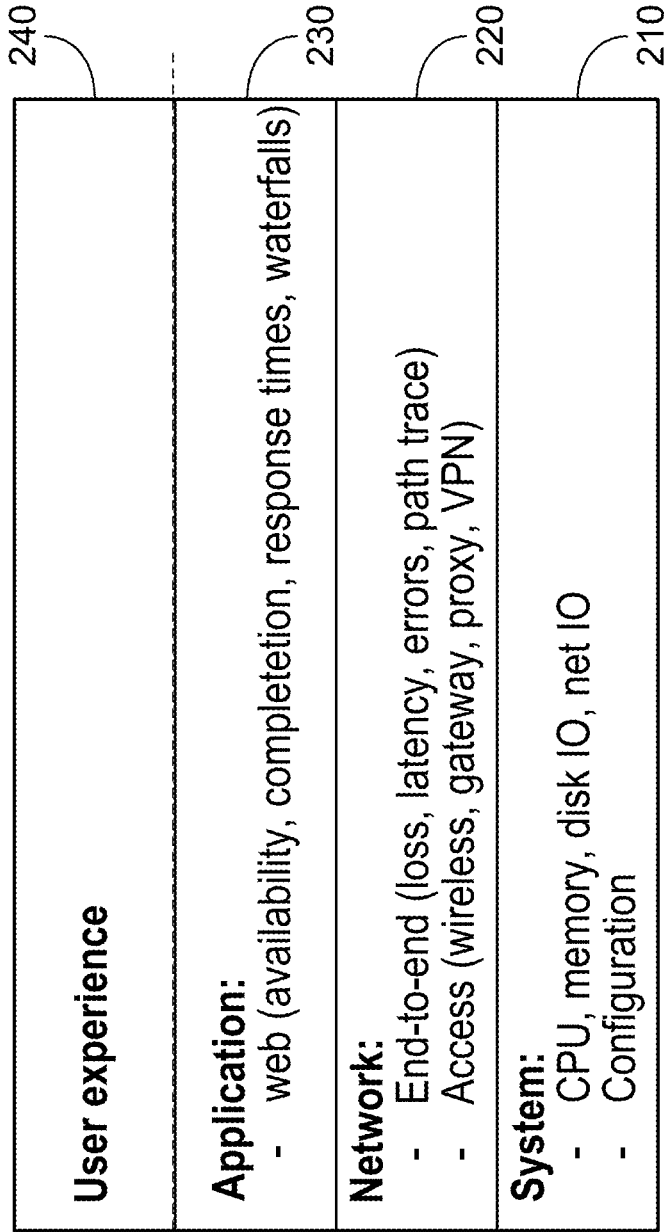 User experience
240
Application:
- web (availability, completetion, response times, waterfalls)
230
Network:
- End-to-end (loss, latency, errors, path trace)
- Access (wireless, gateway, proxy, VPN)
220
System:
- CPU, memory, disk IO, net IO
- Configuration
210